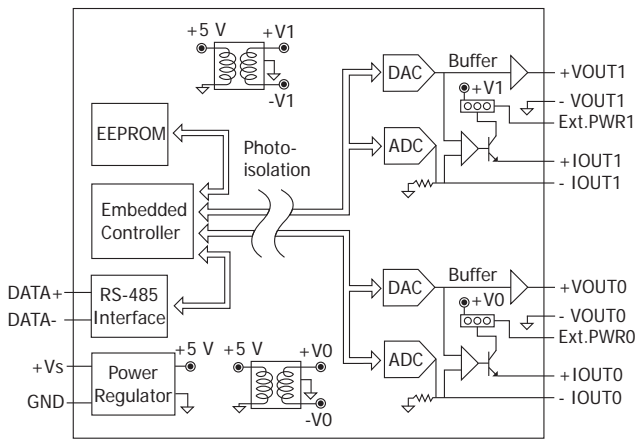 +5 V
+V1
-V1
EEPROM
Photo-
isolation
Embedded
Controller
DATA+
DATA-
RS-485
Interface
+Vs
GND
Power
Regulator
+5 V
+5 V
+V0
-V0
DAC
Buffer
+VOUT1
+V1
- VOUT1
Ext.PWR1
ADC
+IOUT1
- IOUT1
DAC
Buffer
+VOUT0
+V0
- VOUT0
Ext.PWR0
ADC
+IOUT0
- IOUT0